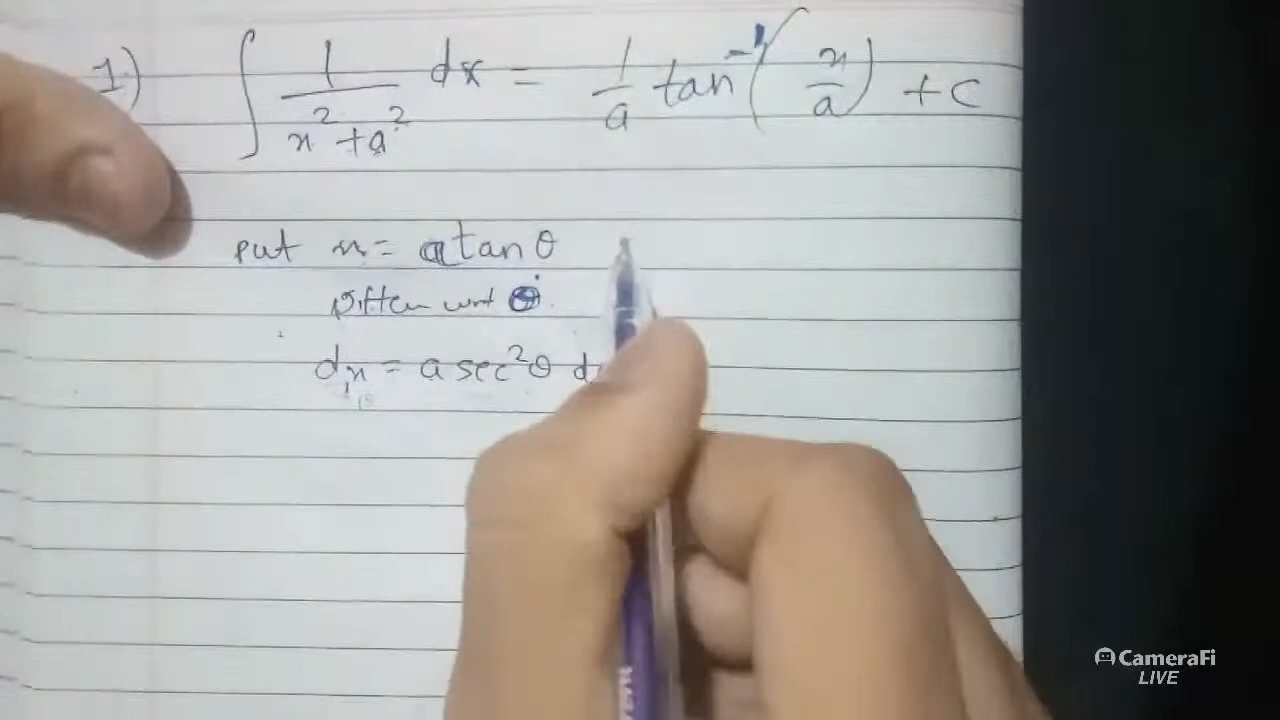 1) ∫ 1/(x²+a²) dx = 1/a tan⁻¹(x/a) + c
put x = a tan θ
Differ wrt θ.
dx = a sec²θ d
CameraFi
LIVE